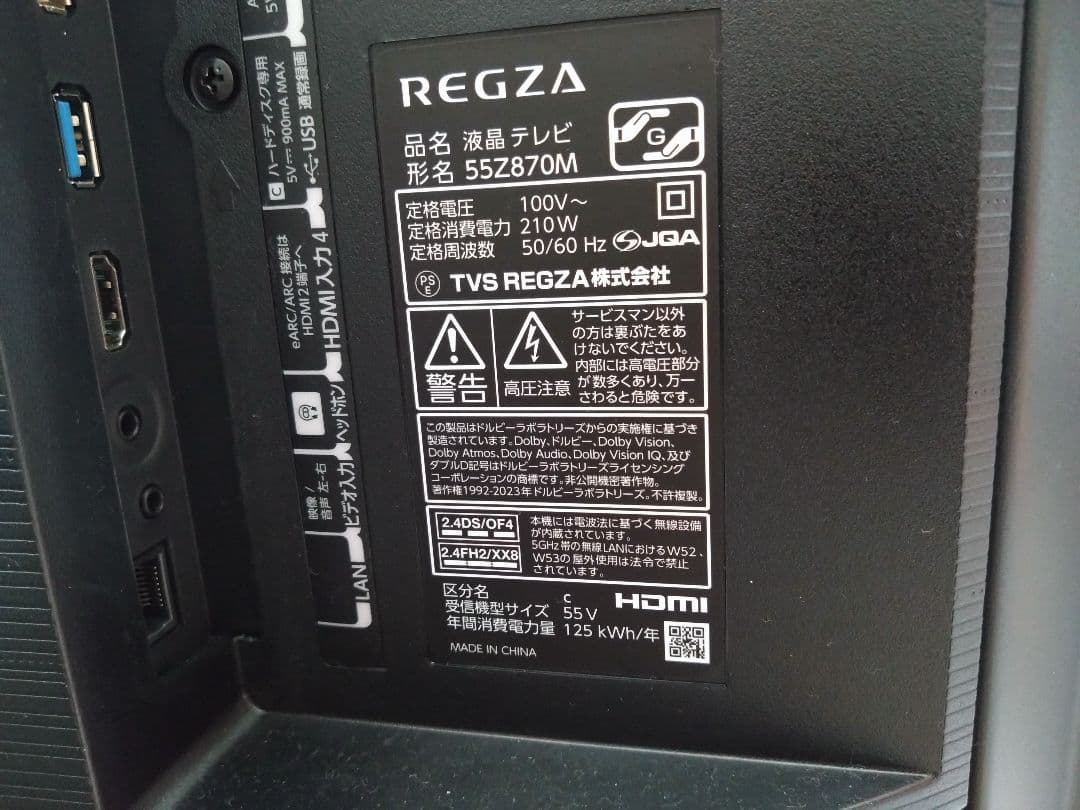 REGZA
品名 液晶テレビ
形名 55Z870M
G
定格電圧 100V～
定格消費電力 210W
定格周波数 50/60 Hz
JQA
PS
E
TVS REGZA株式会社
警告
高圧注意
サービスマン以外
の方は裏ぶたをあ
けないでください。
内部には高電圧部分
が数多くあり、万一
さわると危険です。
この製品はドルビーラボラトリーズからの実施権に基づき
製造されています。Dolby、ドルビー、Dolby Vision、
Dolby Atmos、Dolby Audio、Dolby Vision IQ、及び
ダブルD記号はドルビーラボラトリーズライセンシング
コーポレーションの商標です。非公開機密著作物。
著作権1992-2023年ドルビーラボラトリーズ。不許複製。
2.4DS/OF4
2.4FH2/XX8
本機には電波法に基づく無線設備
が内蔵されています。
5GHz帯の無線LANにおけるW52、
W53の屋外使用は法令で禁止
されています。
区分名 c
受信機型サイズ 55V
年間消費電力量 125 kWh/年
HDMI
MADE IN CHINA
C ハードディスク専用
5V 900mA MAX
USB 通常録画
eARC/ARC 接続は
HDMI 2端子へ
HDMI入力 4
ヘッドホン
映像/
音声 左-右
ビデオ入力
LAN